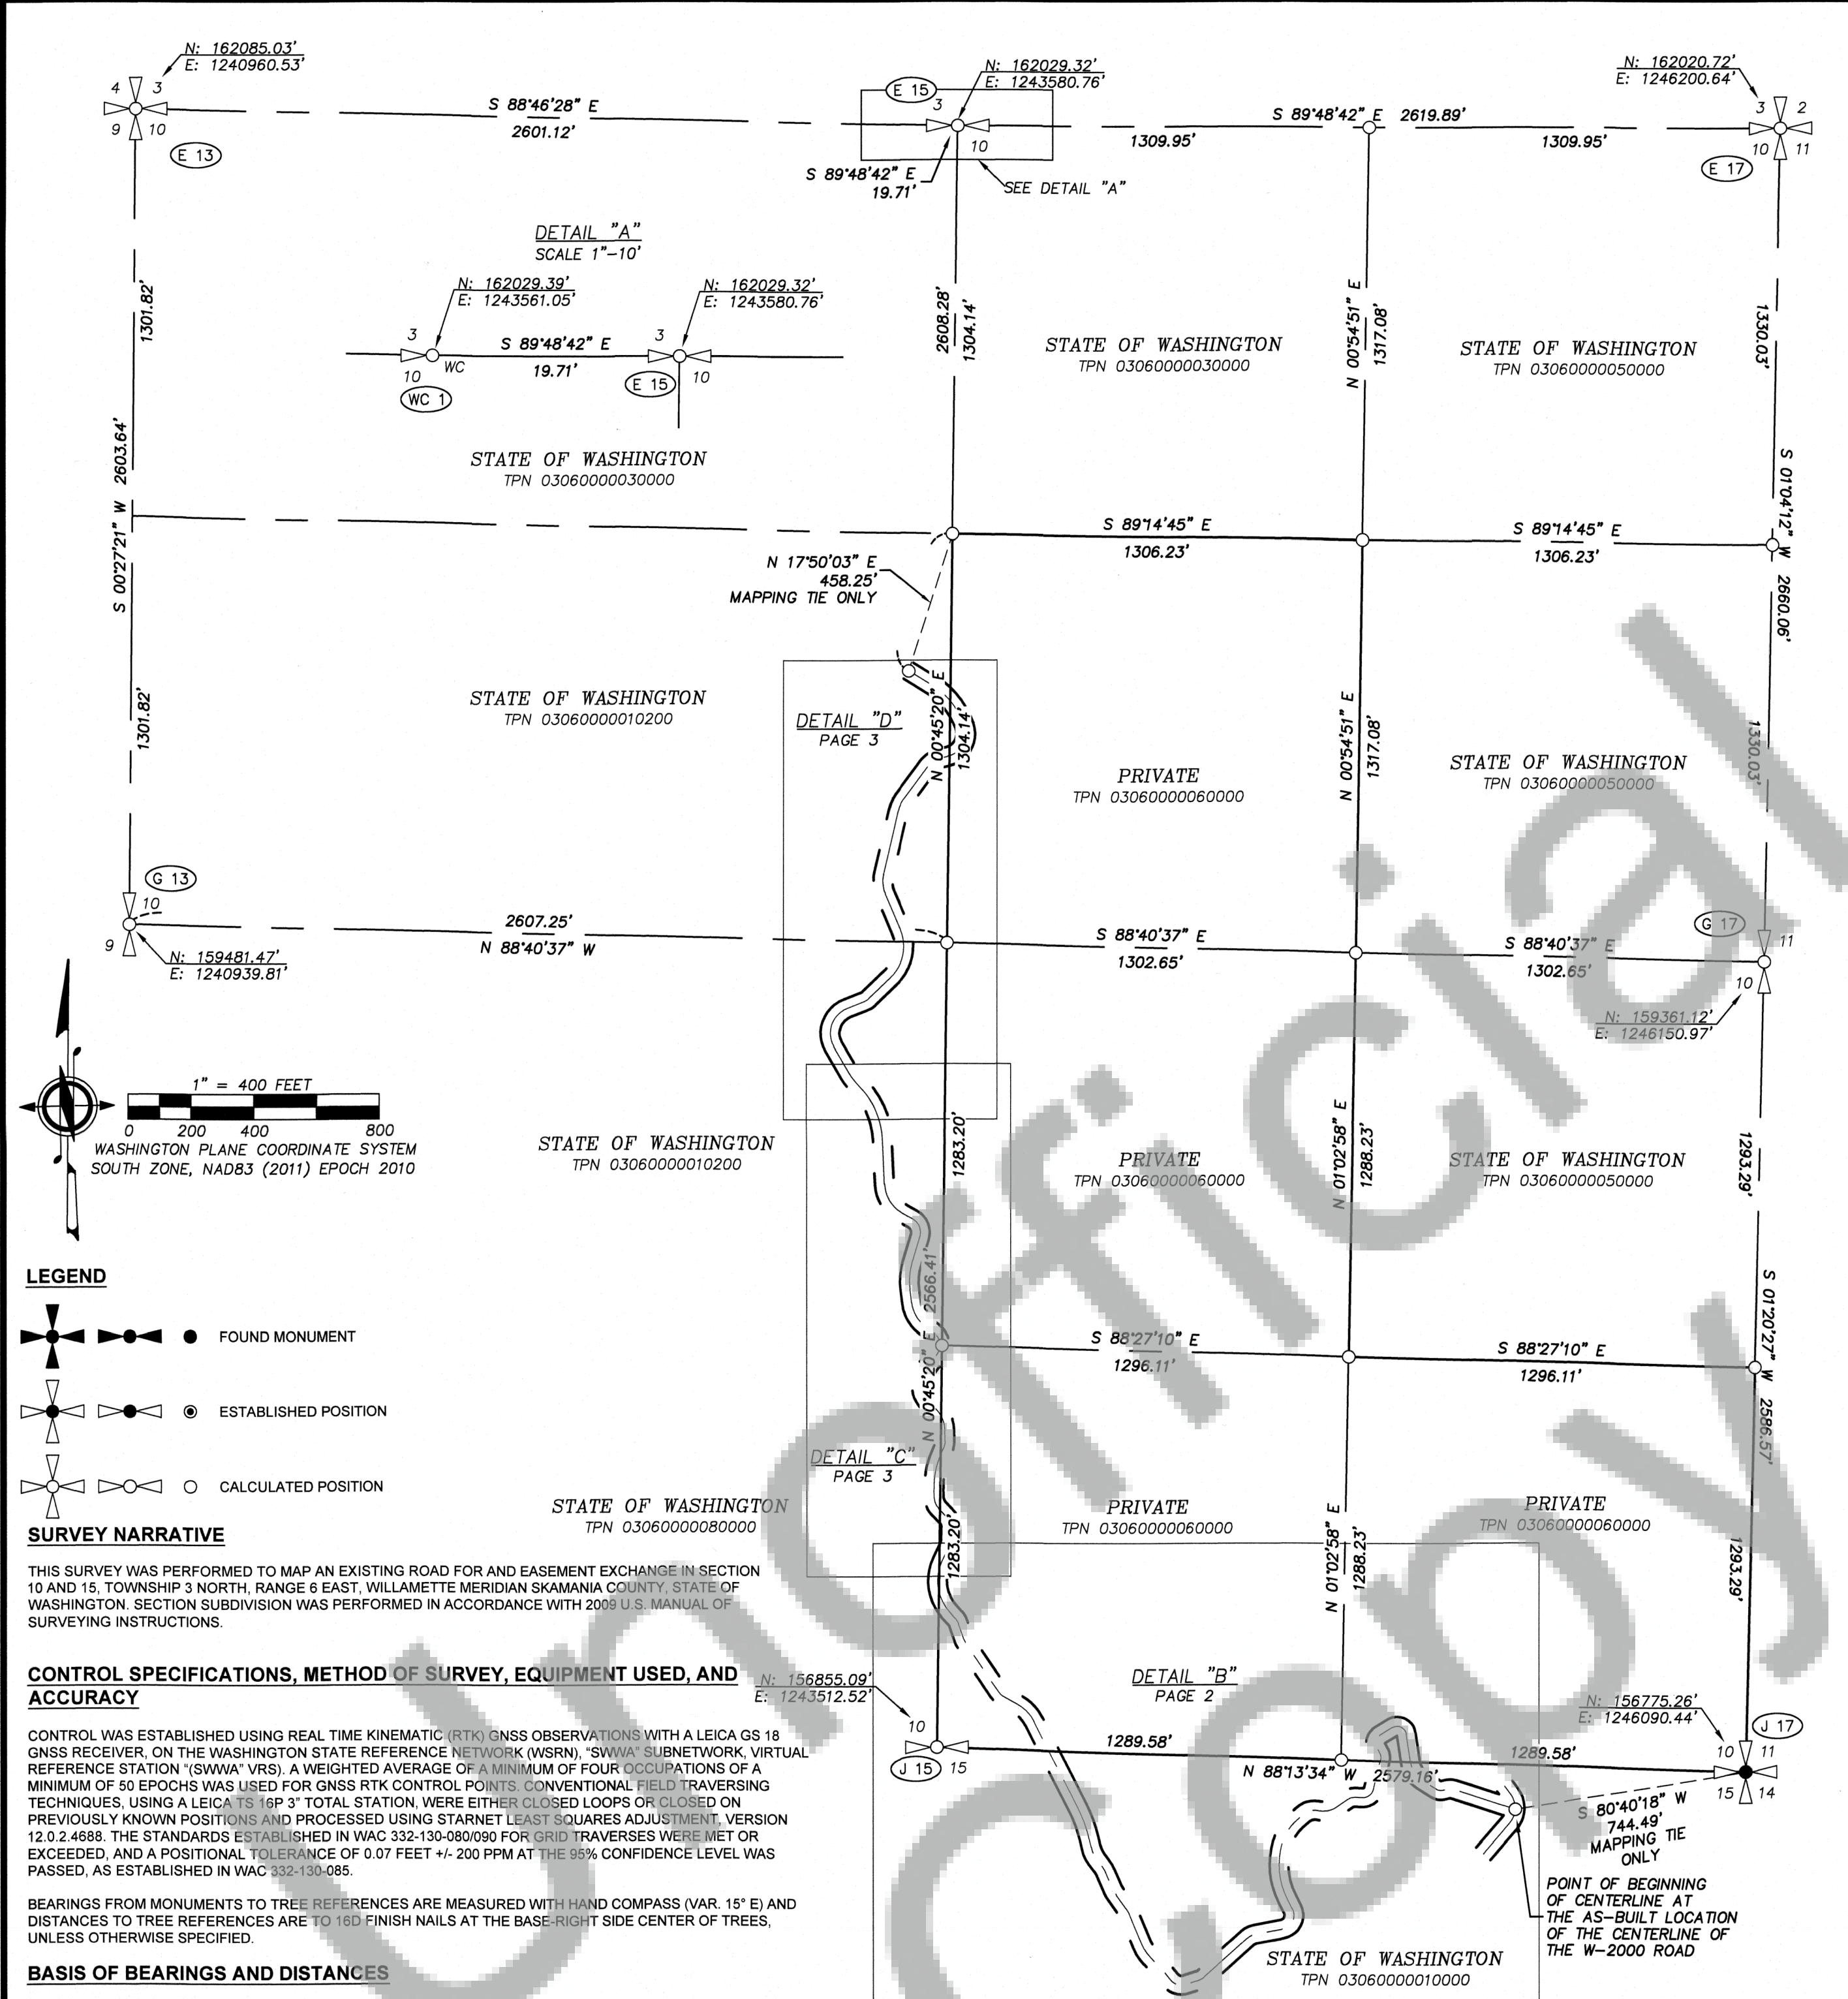 N: 162085.03'
E: 1240960.53'
4 3
9 10
E 13
S 88°46'28" E
2601.12'
E 15
3
10
N: 162029.32'
E: 1243580.76'
S 89°48'42" E
19.71'
SEE DETAIL "A"
S 89°48'42" E 2619.89'
1309.95'
1309.95'
N: 162020.72'
E: 1246200.64'
3 2
10 11
E 17
DETAIL "A"
SCALE 1"-10'
N: 162029.39'
E: 1243561.05'
N: 162029.32'
E: 1243580.76'
3
10
WC
WC 1
S 89°48'42" E
19.71'
3
10
E 15
1301.82'
S 00°27'21" W 2603.64'
1301.82'
2608.28'
1304.14'
N 00°54'51" E
1317.08'
1330.03'
S 01°04'12" W 2660.06'
STATE OF WASHINGTON
TPN 03060000030000
STATE OF WASHINGTON
TPN 03060000050000
STATE OF WASHINGTON
TPN 03060000030000
S 89°14'45" E
1306.23'
S 89°14'45" E
1306.23'
N 17°50'03" E
458.25'
MAPPING TIE ONLY
STATE OF WASHINGTON
TPN 03060000010200
DETAIL "D"
PAGE 3
N 00°45'20" E
1304.14'
N 00°54'51" E
1317.08'
1330.03'
PRIVATE
TPN 03060000060000
STATE OF WASHINGTON
TPN 03060000050000
G 13
10
9
N: 159481.47'
E: 1240939.81'
2607.25'
N 88°40'37" W
S 88°40'37" E
1302.65'
S 88°40'37" E
1302.65'
G 17
11
10
N: 159361.12'
E: 1246150.97'
1" = 400 FEET
0 200 400 800
WASHINGTON PLANE COORDINATE SYSTEM
SOUTH ZONE, NAD83 (2011) EPOCH 2010
STATE OF WASHINGTON
TPN 03060000010200
1283.20'
N 01°02'58" E
1288.23'
1293.29'
PRIVATE
TPN 03060000060000
STATE OF WASHINGTON
TPN 03060000050000
N 00°45'20" E 2566.41'
S 01°20'27" W 2586.57'
S 88°27'10" E
1296.11'
S 88°27'10" E
1296.11'
LEGEND
FOUND MONUMENT
ESTABLISHED POSITION
CALCULATED POSITION
DETAIL "C"
PAGE 3
STATE OF WASHINGTON
TPN 03060000080000
1283.20'
PRIVATE
TPN 03060000060000
N 01°02'58" E
1288.23'
PRIVATE
TPN 03060000060000
1293.29'
SURVEY NARRATIVE
THIS SURVEY WAS PERFORMED TO MAP AN EXISTING ROAD FOR AND EASEMENT EXCHANGE IN SECTION
10 AND 15, TOWNSHIP 3 NORTH, RANGE 6 EAST, WILLAMETTE MERIDIAN SKAMANIA COUNTY, STATE OF
WASHINGTON. SECTION SUBDIVISION WAS PERFORMED IN ACCORDANCE WITH 2009 U.S. MANUAL OF
SURVEYING INSTRUCTIONS.
CONTROL SPECIFICATIONS, METHOD OF SURVEY, EQUIPMENT USED, AND
ACCURACY
CONTROL WAS ESTABLISHED USING REAL TIME KINEMATIC (RTK) GNSS OBSERVATIONS WITH A LEICA GS 18
GNSS RECEIVER, ON THE WASHINGTON STATE REFERENCE NETWORK (WSRN), "SWWA" SUBNETWORK, VIRTUAL
REFERENCE STATION "(SWWA" VRS). A WEIGHTED AVERAGE OF A MINIMUM OF FOUR OCCUPATIONS OF A
MINIMUM OF 50 EPOCHS WAS USED FOR GNSS RTK CONTROL POINTS. CONVENTIONAL FIELD TRAVERSING
TECHNIQUES, USING A LEICA TS 16P 3" TOTAL STATION, WERE EITHER CLOSED LOOPS OR CLOSED ON
PREVIOUSLY KNOWN POSITIONS AND PROCESSED USING STARNET LEAST SQUARES ADJUSTMENT, VERSION
12.0.2.4688. THE STANDARDS ESTABLISHED IN WAC 332-130-080/090 FOR GRID TRAVERSES WERE MET OR
EXCEEDED, AND A POSITIONAL TOLERANCE OF 0.07 FEET +/- 200 PPM AT THE 95% CONFIDENCE LEVEL WAS
PASSED, AS ESTABLISHED IN WAC 332-130-085.
BEARINGS FROM MONUMENTS TO TREE REFERENCES ARE MEASURED WITH HAND COMPASS (VAR. 15° E) AND
DISTANCES TO TREE REFERENCES ARE TO 16D FINISH NAILS AT THE BASE-RIGHT SIDE CENTER OF TREES,
UNLESS OTHERWISE SPECIFIED.
BASIS OF BEARINGS AND DISTANCES
N: 156855.09'
E: 1243512.52'
10
J 15
15
DETAIL "B"
PAGE 2
1289.58'
1289.58'
N 88°13'34" W 2579.16'
N: 156775.26'
E: 1246090.44'
J 17
10 11
15 14
S 80°40'18" W
744.49'
MAPPING TIE
ONLY
POINT OF BEGINNING
OF CENTERLINE AT
THE AS-BUILT LOCATION
OF THE CENTERLINE OF
THE W-2000 ROAD
STATE OF WASHINGTON
TPN 03060000010000
Unofficial
Copy